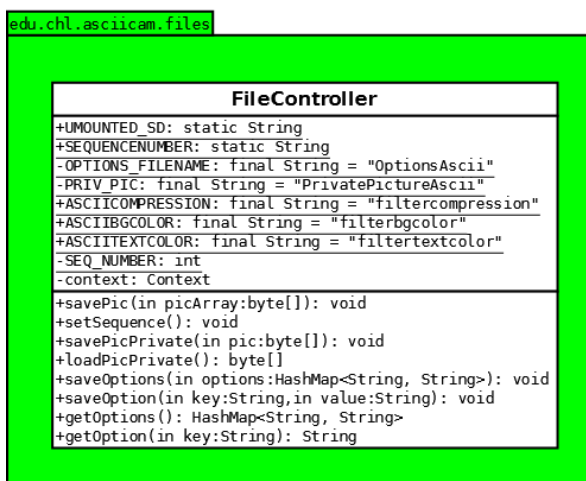 edu.chl.asciicam.files
FileController
+UMOUNTED_SD: static String
+SEQUENCENUMBER: static String
-OPTIONS_FILENAME: final String = "OptionsAscii"
-PRIV_PIC: final String = "PrivatePictureAscii"
+ASCIICOMPRESSION: final String = "filtercompression"
+ASCIIBGCOLOR: final String = "filterbgcolor"
+ASCIITEXTCOLOR: final String = "filtertextcolor"
-SEQ_NUMBER: int
-context: Context
+savePic(in picArray:byte[]): void
+setSequence(): void
+savePicPrivate(in pic:byte[]): void
+loadPicPrivate(): byte[]
+saveOptions(in options:HashMap<String, String>): void
+saveOption(in key:String,in value:String): void
+getOptions(): HashMap<String, String>
+getOption(in key:String): String